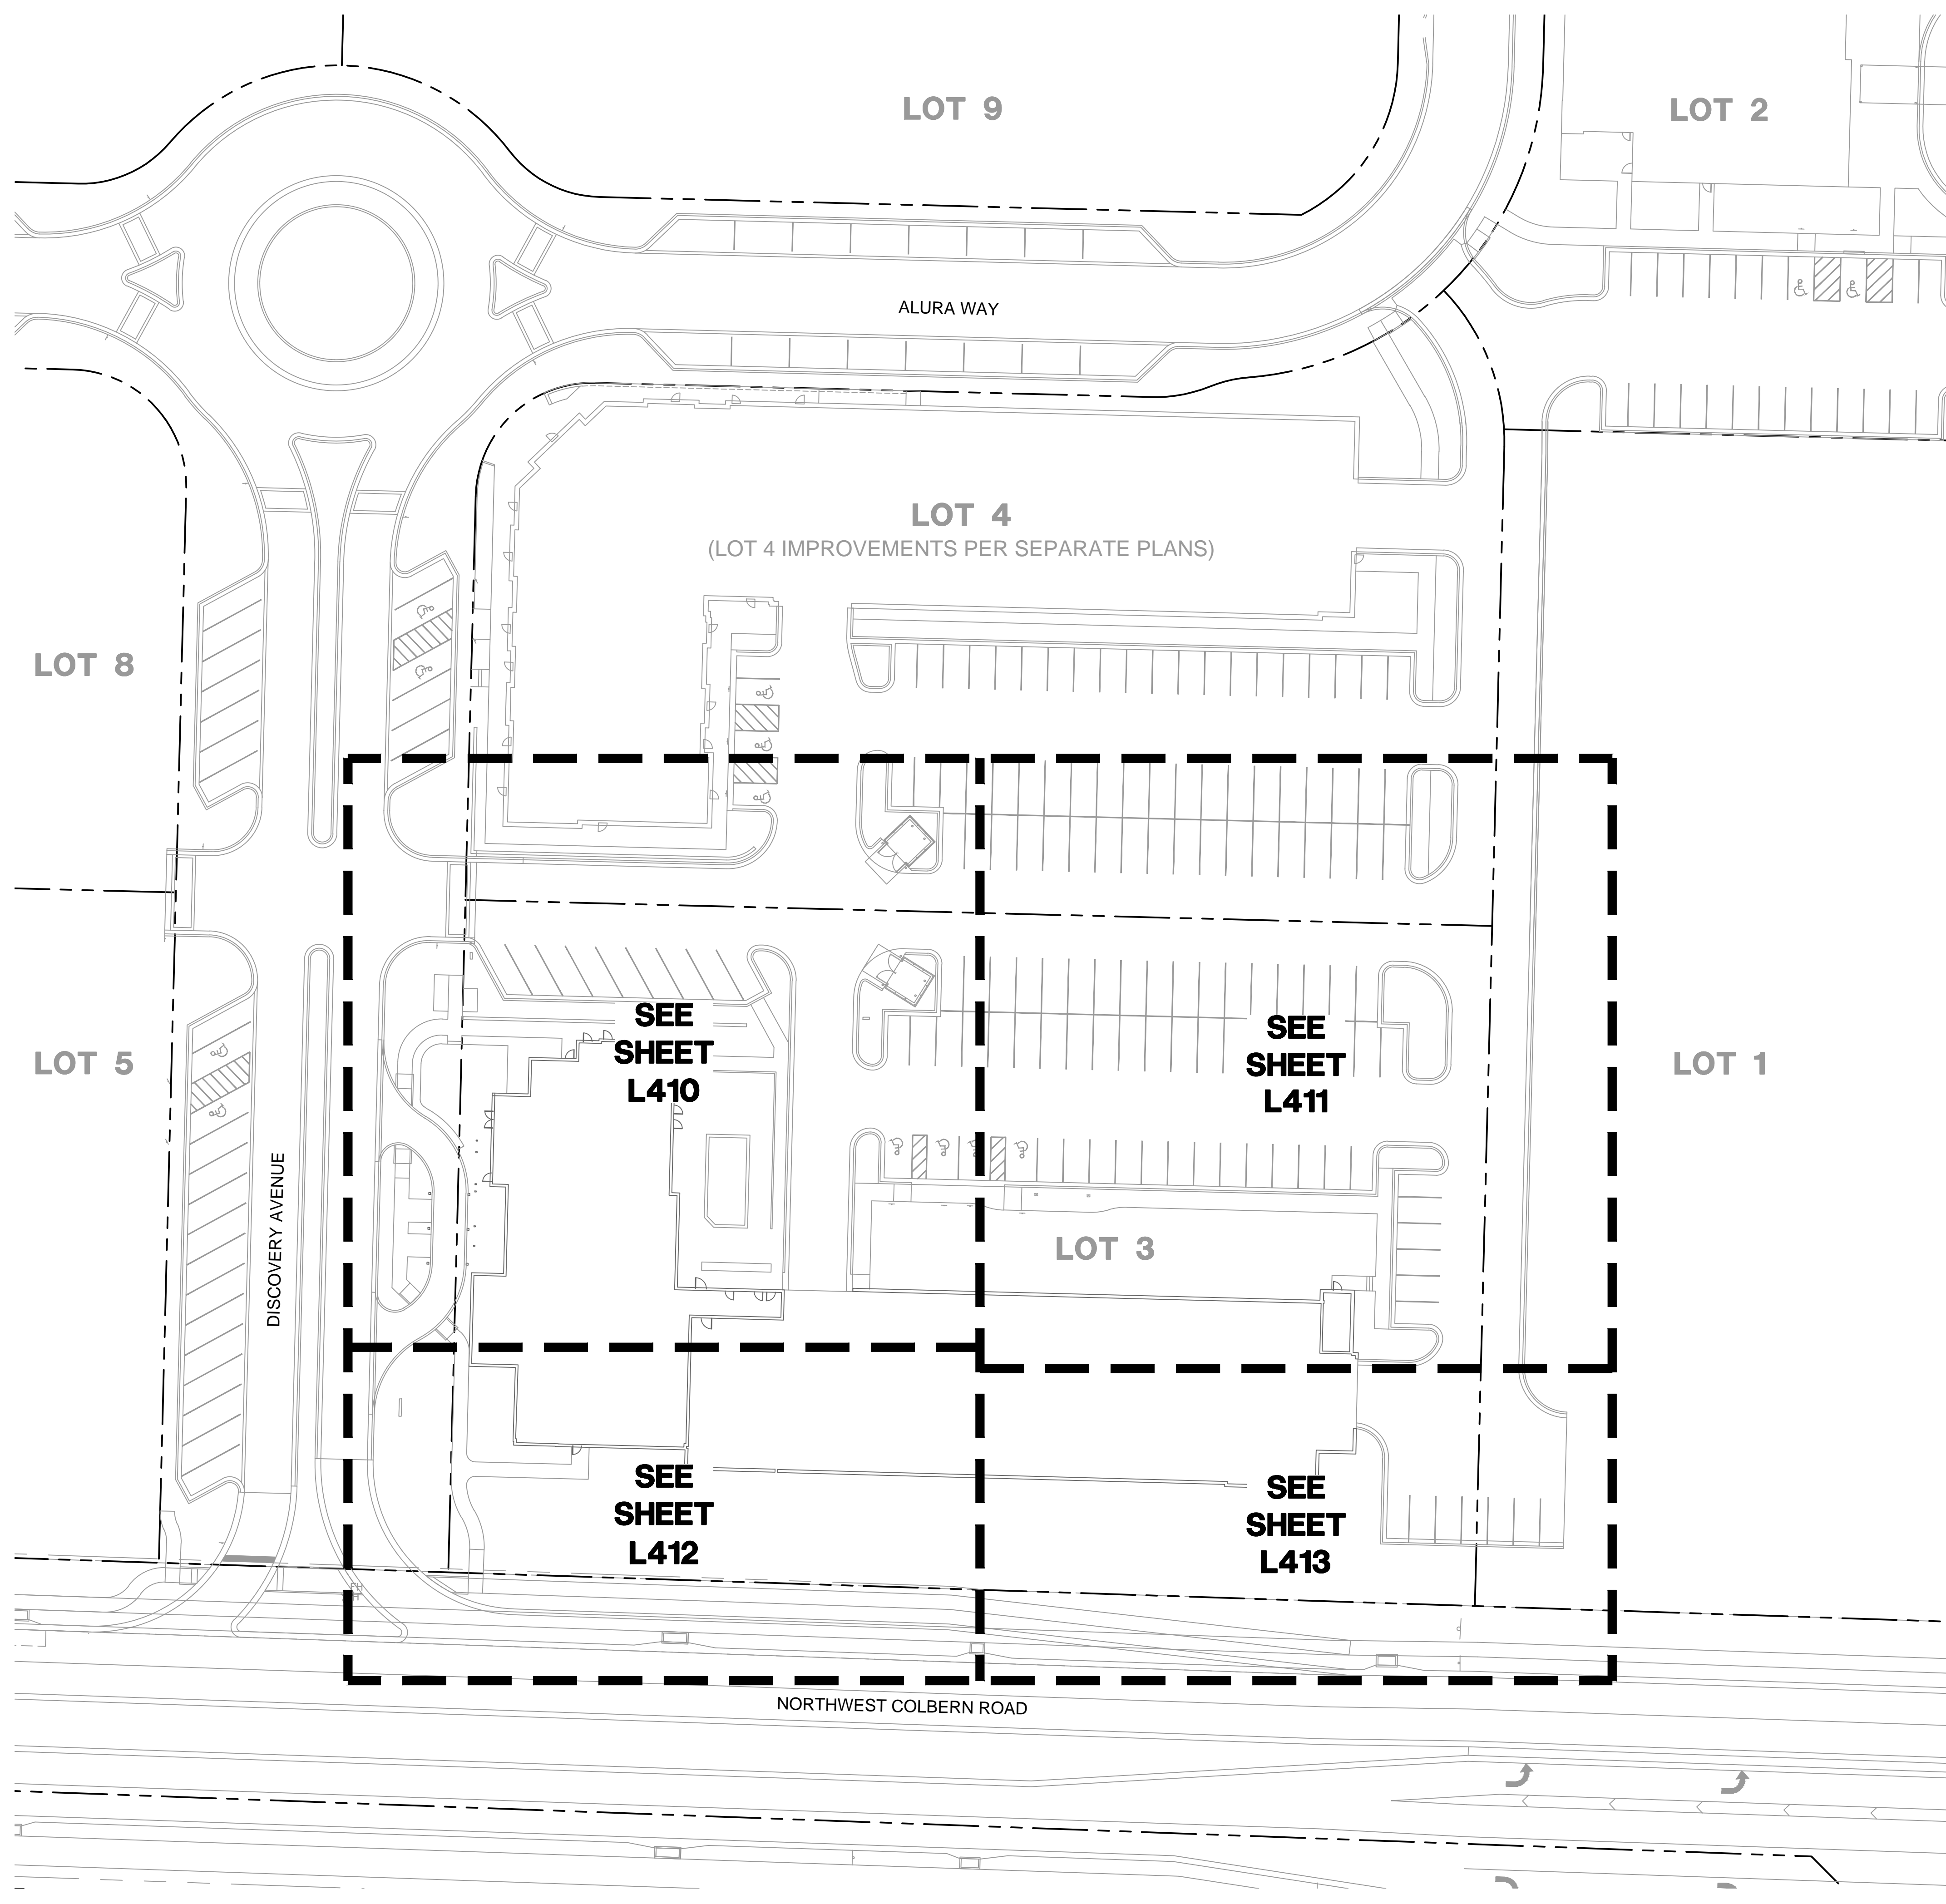 LOT 9
LOT 2
ALURA WAY
LOT 4
(LOT 4 IMPROVEMENTS PER SEPARATE PLANS)
LOT 8
SEE
SHEET
L410
SEE
SHEET
L411
LOT 5
LOT 1
DISCOVERY AVENUE
LOT 3
SEE
SHEET
L412
SEE
SHEET
L413
NORTHWEST COLBERN ROAD